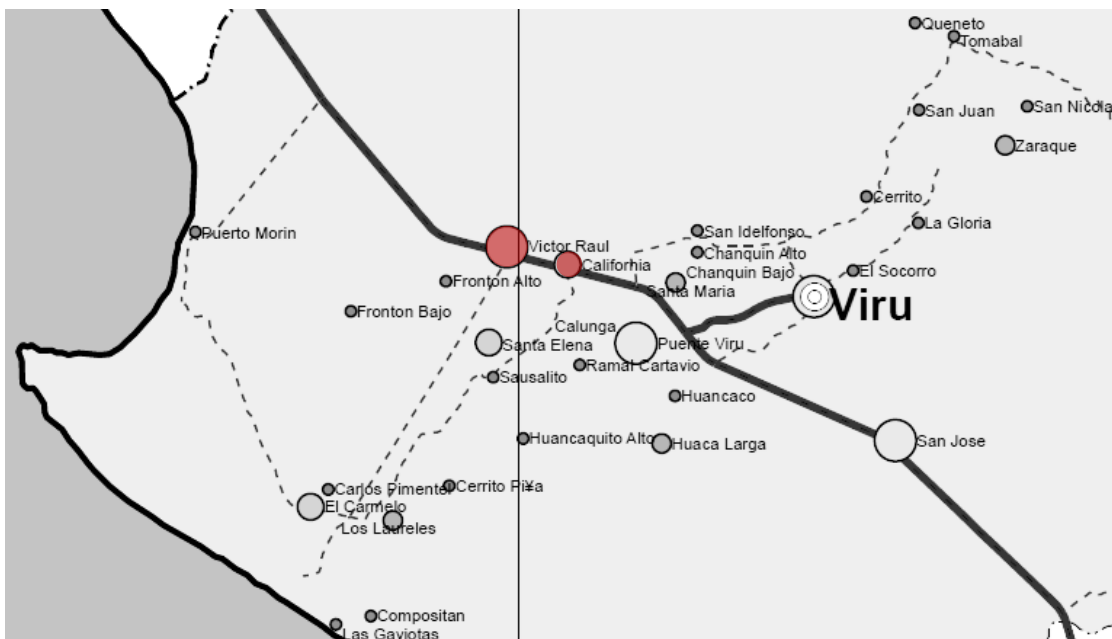 Queneto
Tomabal
San Juan
San Nicola
Zaraque
Cerrito
La Gloria
Puerto Morin
San Idelfonso
Victor Raul
Chanquin Alto
California
El Socorro
Chanquin Bajo
Fronton Alto
Santa Maria
Viru
Fronton Bajo
Calunga
Santa Elena
Puente Viru
Ramal Cartavio
Sausalito
Huancaco
Huancaquito Alto
Huaca Larga
San Jose
Carlos Pimentel
Cerrito Piya
El Carmelo
Los Laureles
Compositan
Las Gaviotas